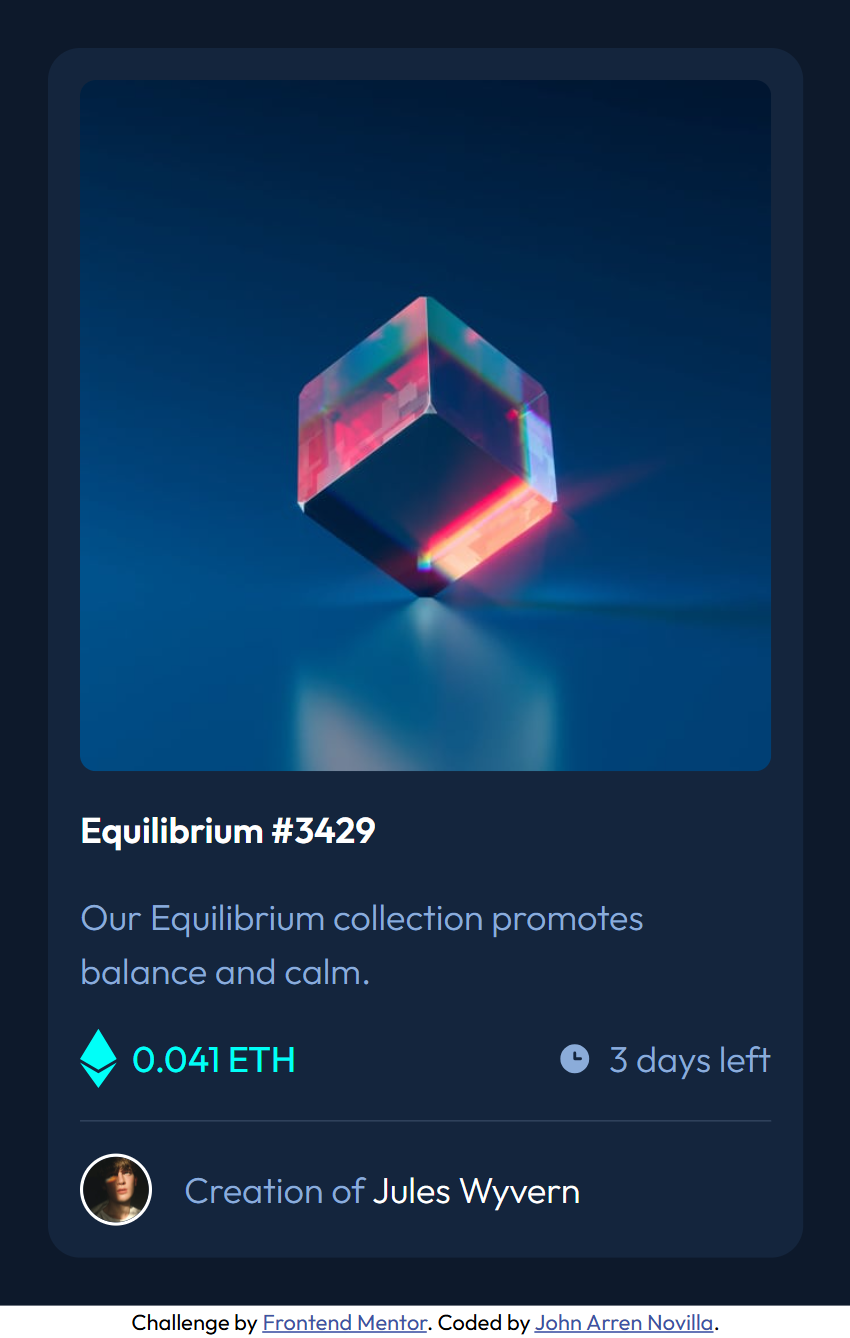 Equilibrium #3429
Our Equilibrium collection promotes
balance and calm.
0.041 ETH
3 days left
Creation of Jules Wyvern
Challenge by Frontend Mentor. Coded by John Arren Novilla.